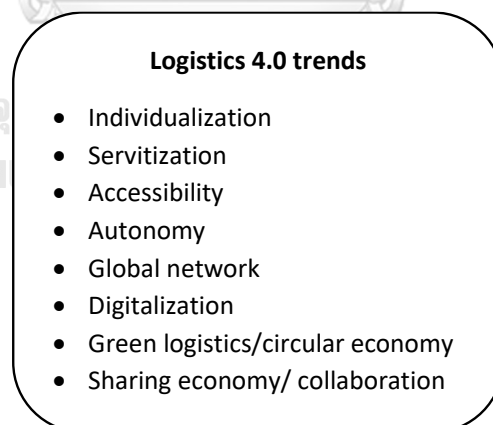 Logistics 4.0 trends
• Individualization
• Servitization
• Accessibility
• Autonomy
• Global network
• Digitalization
• Green logistics/circular economy
• Sharing economy/ collaboration